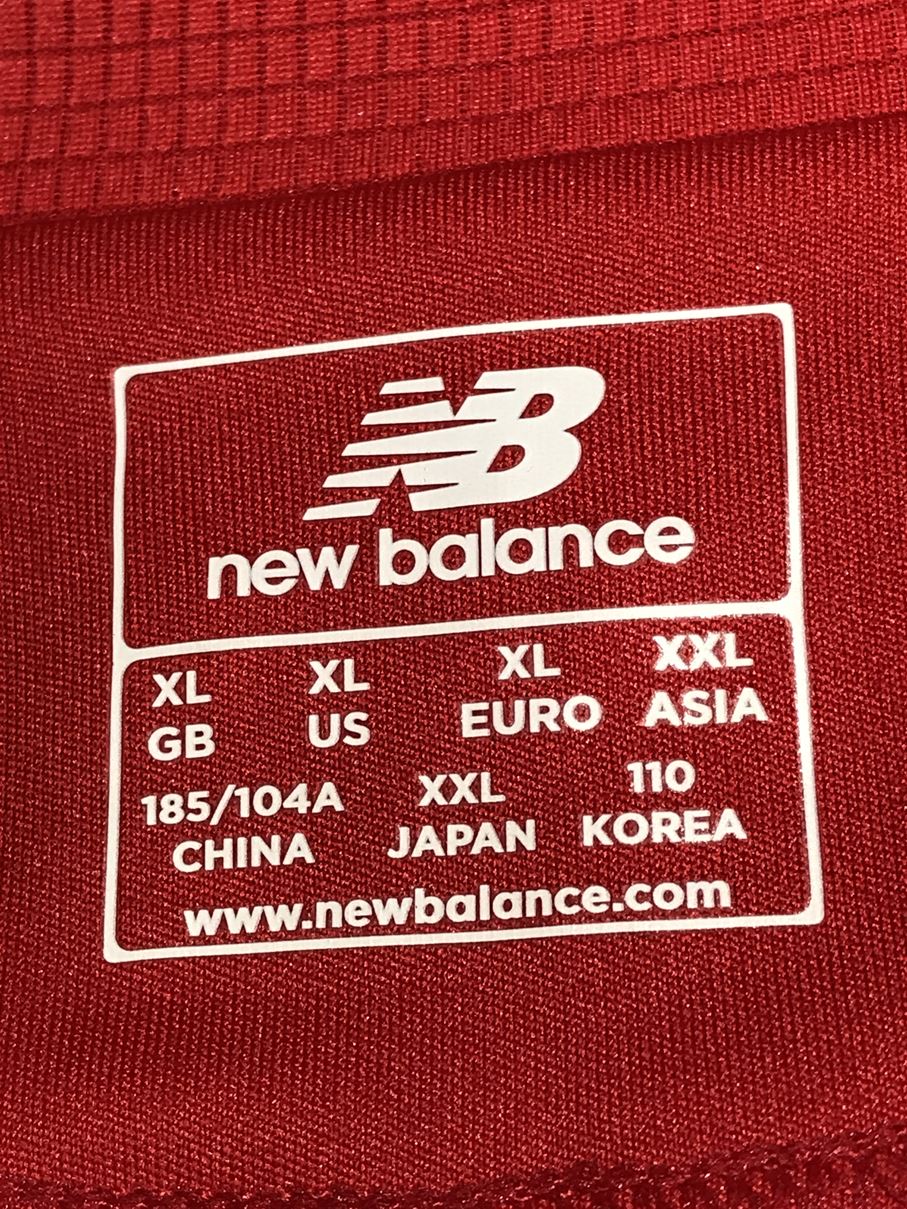 NB
new balance
XL XL XL XXL
GB US EURO ASIA
185/104A XXL 110
CHINA JAPAN KOREA
www.newbalance.com